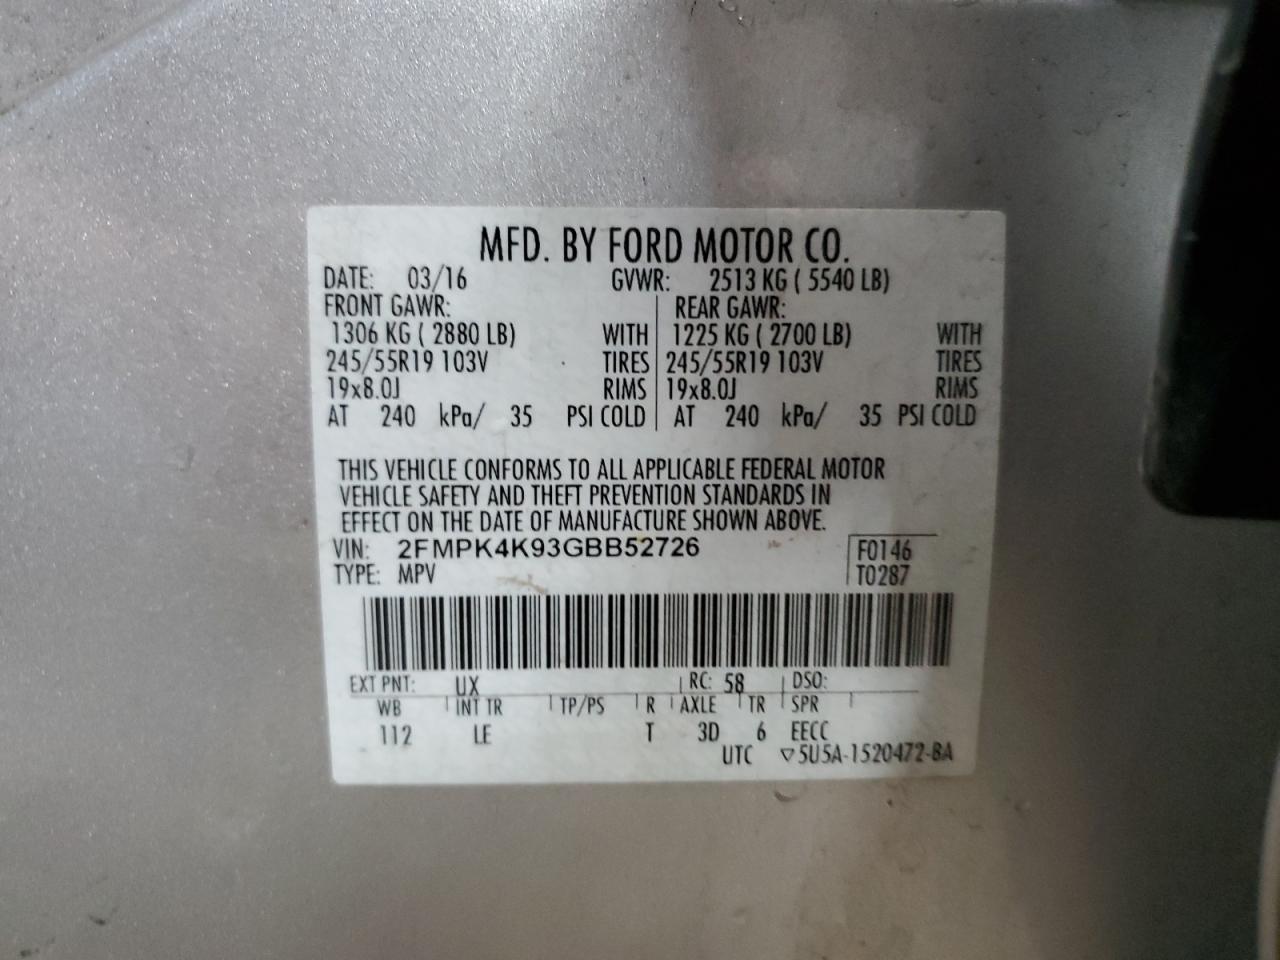 MFD. BY FORD MOTOR CO.
DATE: 03/16 GVWR: 2513 KG ( 5540 LB)
FRONT GAWR: REAR GAWR:
1306 KG ( 2880 LB) WITH 1225 KG ( 2700 LB) WITH
245/55R19 103V TIRES 245/55R19 103V TIRES
19x8.0J RIMS 19x8.0J RIMS
AT 240 kPa/ 35 PSI COLD AT 240 kPa/ 35 PSI COLD
THIS VEHICLE CONFORMS TO ALL APPLICABLE FEDERAL MOTOR
VEHICLE SAFETY AND THEFT PREVENTION STANDARDS IN
EFFECT ON THE DATE OF MANUFACTURE SHOWN ABOVE.
VIN: 2FMPK4K93GBB52726 F0146
TYPE: MPV T0287
EXT PNT: UX RC: 58 DSO:
WB INT TR TP/PS R AXLE TR SPR
112 LE T 3D 6 EECC
UTC ▽5U5A-1520472-BA